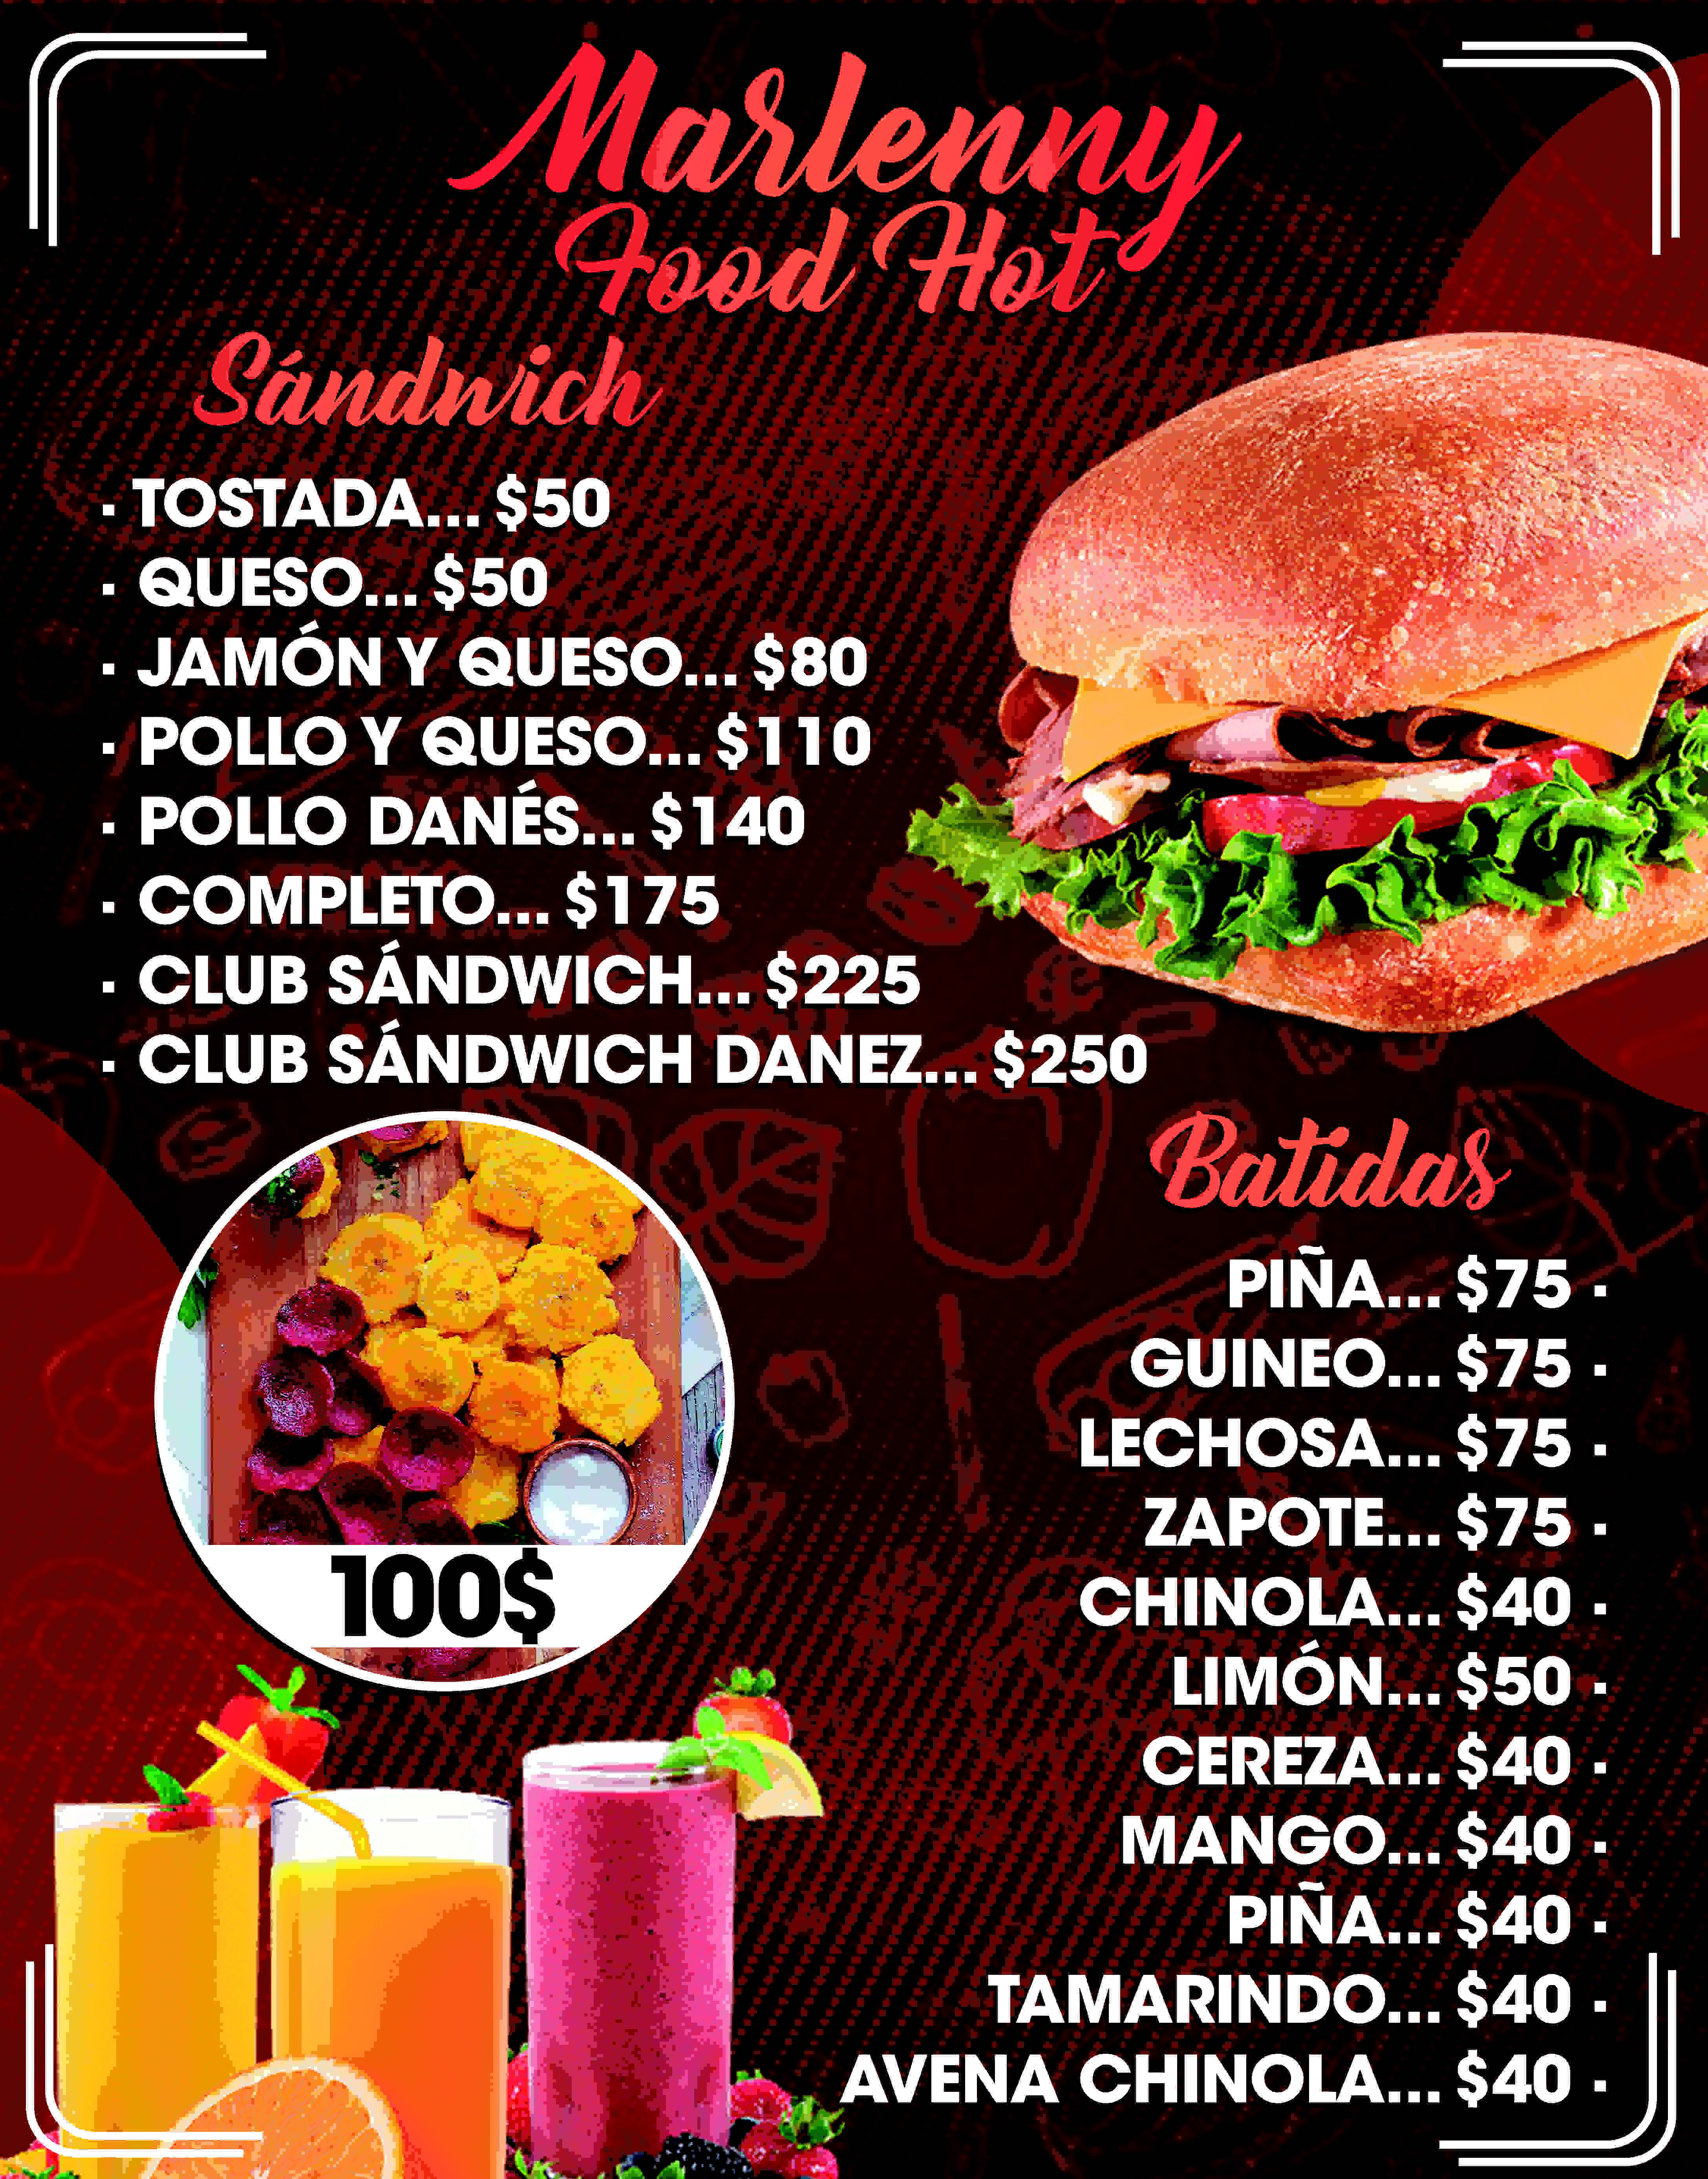 Marlenny
Food Hot
Sándwich
· TOSTADA... $50
· QUESO... $50
· JAMÓN Y QUESO... $80
· POLLO Y QUESO... $110
· POLLO DANÉS... $140
· COMPLETO... $175
· CLUB SÁNDWICH... $225
· CLUB SÁNDWICH DANEZ... $250
100$
Batidas
PIÑA... $75 ·
GUINEO... $75 ·
LECHOSA... $75 ·
ZAPOTE... $75 ·
CHINOLA... $40 ·
LIMÓN... $50 ·
CEREZA... $40 ·
MANGO... $40 ·
PIÑA... $40 ·
TAMARINDO... $40 ·
AVENA CHINOLA... $40 ·